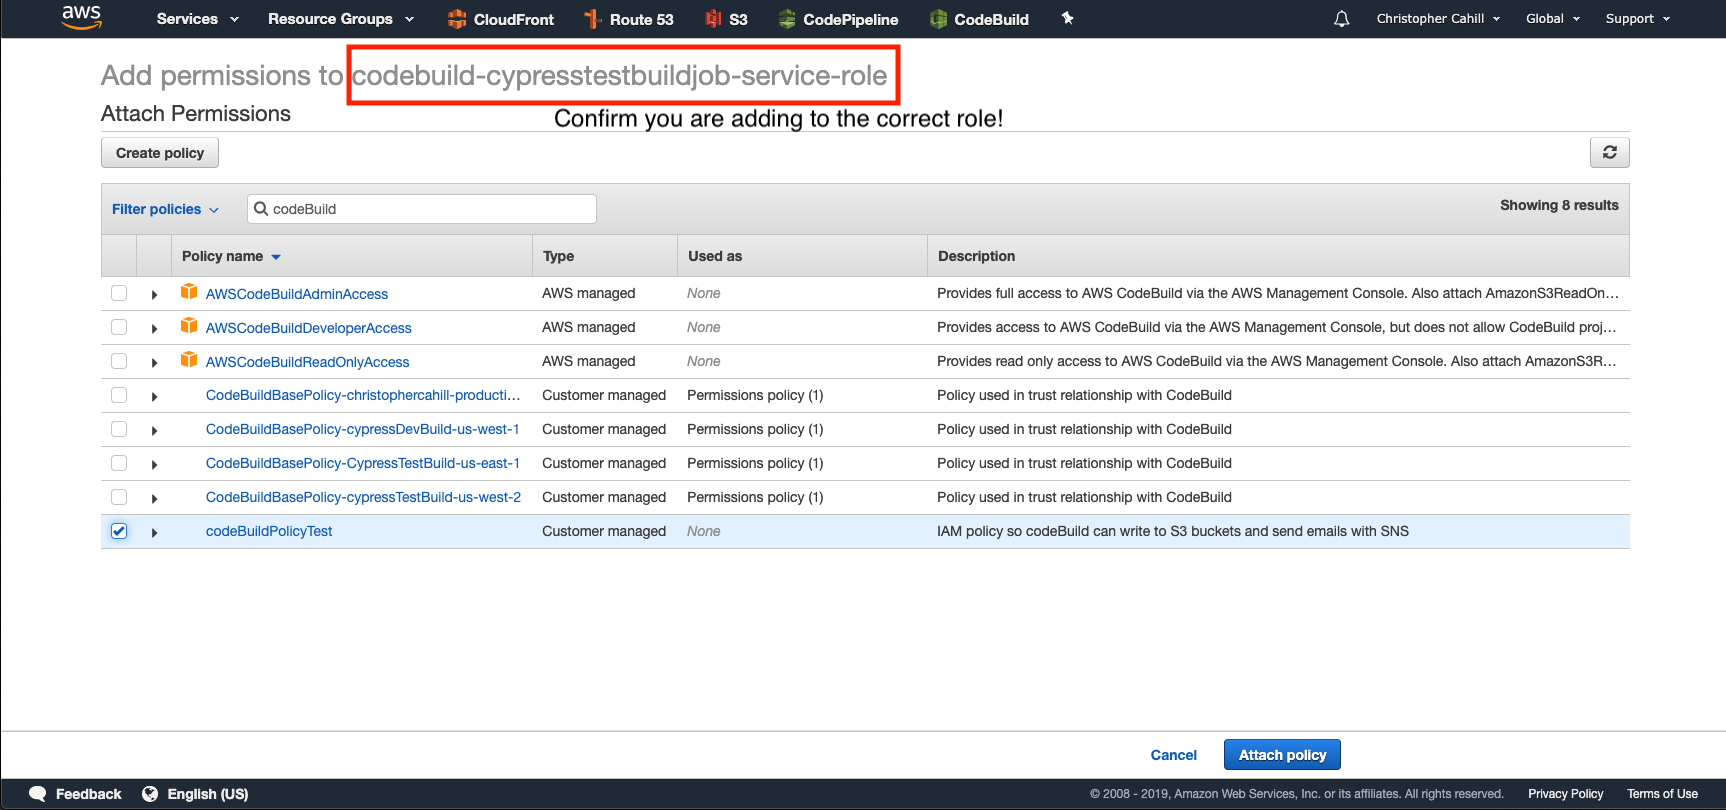 aws Services Resource Groups CloudFront Route 53 S3 CodePipeline CodeBuild Christopher Cahill Global Support
Add permissions to codebuild-cypresstestbuildjob-service-role
Attach Permissions
Confirm you are adding to the correct role!
Create policy
Filter policies codeBuild Showing 8 results
Policy name Type Used as Description
AWSCodeBuildAdminAccess AWS managed None Provides full access to AWS CodeBuild via the AWS Management Console. Also attach AmazonS3ReadOn...
AWSCodeBuildDeveloperAccess AWS managed None Provides access to AWS CodeBuild via the AWS Management Console, but does not allow CodeBuild proj...
AWSCodeBuildReadOnlyAccess AWS managed None Provides read only access to AWS CodeBuild via the AWS Management Console. Also attach AmazonS3R...
CodeBuildBasePolicy-christophercahill-producti... Customer managed Permissions policy (1) Policy used in trust relationship with CodeBuild
CodeBuildBasePolicy-cypressDevBuild-us-west-1 Customer managed Permissions policy (1) Policy used in trust relationship with CodeBuild
CodeBuildBasePolicy-CypressTestBuild-us-east-1 Customer managed Permissions policy (1) Policy used in trust relationship with CodeBuild
CodeBuildBasePolicy-cypressTestBuild-us-west-2 Customer managed Permissions policy (1) Policy used in trust relationship with CodeBuild
codeBuildPolicyTest Customer managed None IAM policy so codeBuild can write to S3 buckets and send emails with SNS
Cancel Attach policy
Feedback English (US) © 2008 - 2019, Amazon Web Services, Inc. or its affiliates. All rights reserved. Privacy Policy Terms of Use